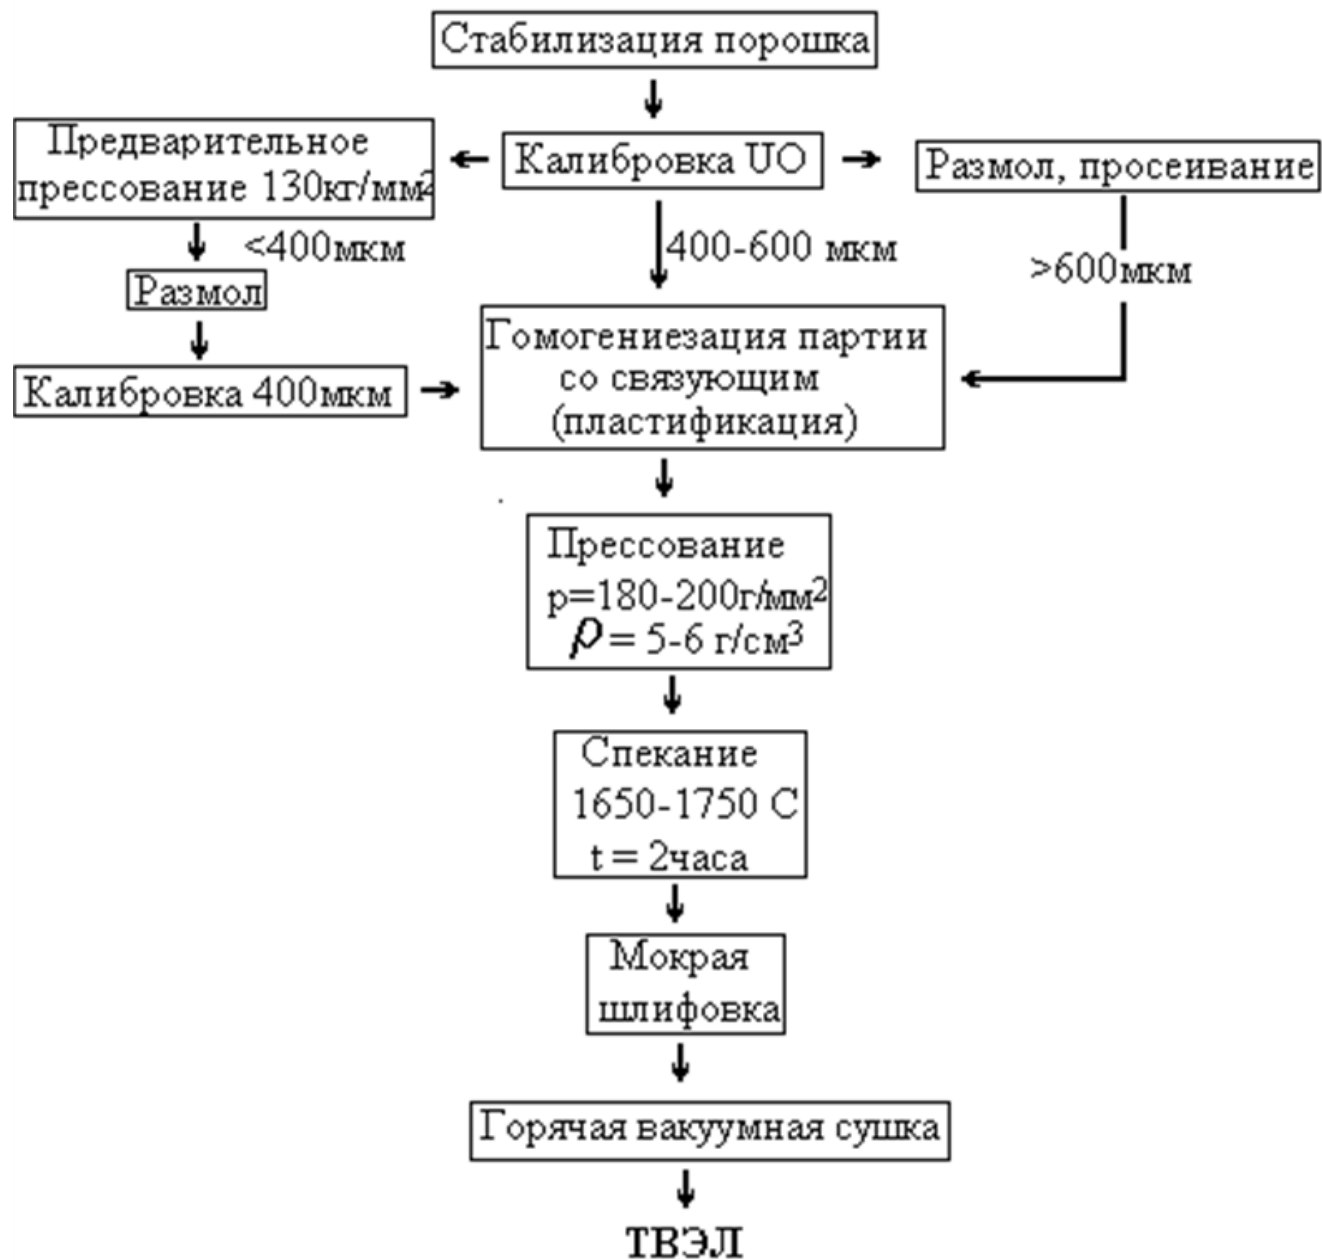 Стабилизация порошка
Предварительное
прессование 130кг/мм2
Калибровка UO
Размол, просеивание
<400мкм
400-600 мкм
>600мкм
Размол
Калибровка 400мкм
Гомогениезация партии
со связующим
(пластификация)
Прессование
р=180-200г/мм2
ρ = 5-6 г/см3
Спекание
1650-1750 С
t = 2часа
Мокрая
шлифовка
Горячая вакуумная сушка
ТВЭЛ